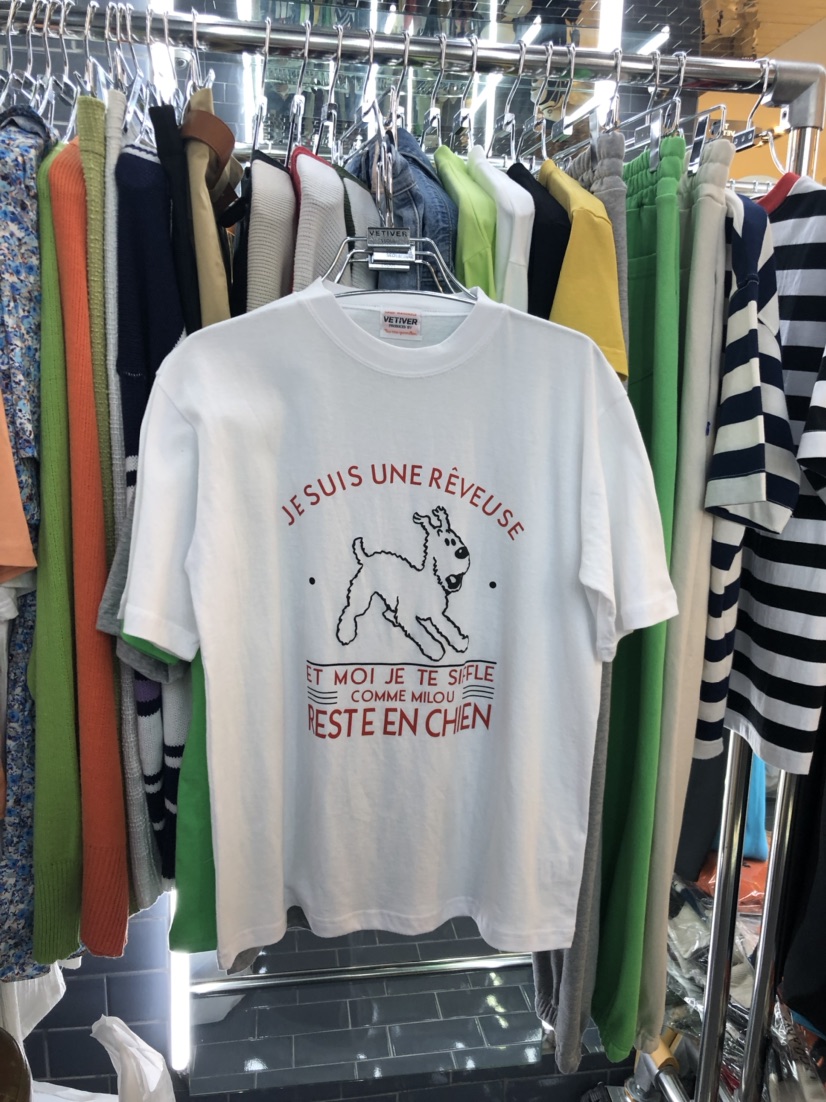 VETIVER
VETIVER
JE SUIS UNE RÊVEUSE
ET MOI JE TE SIFFLE
COMME MILOU
RESTE EN CHIEN